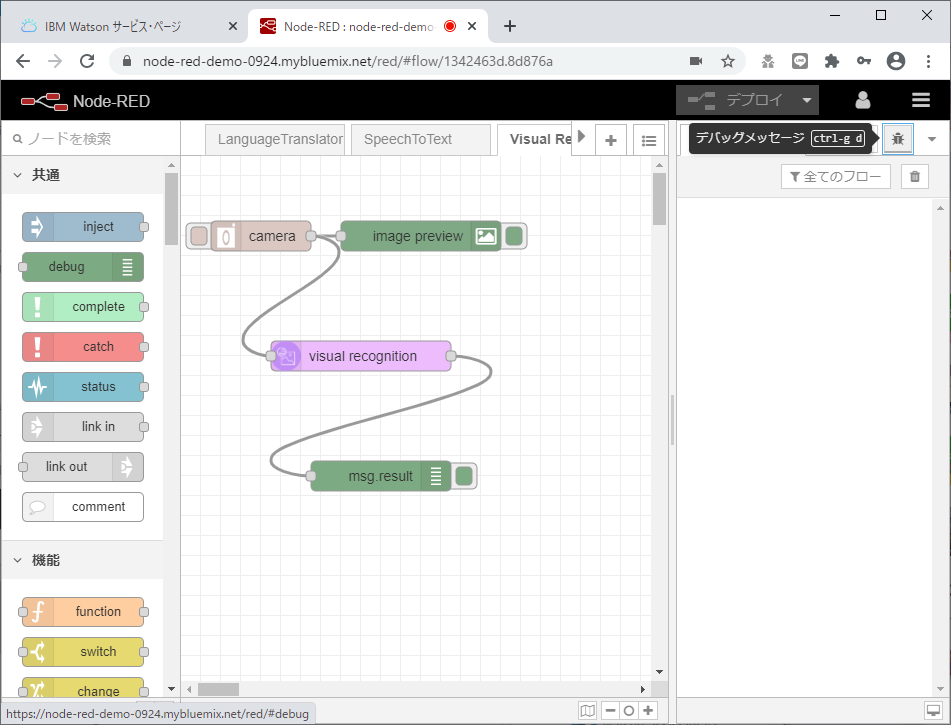 IBM Watson サービス・ページ
Node-RED : node-red-demo
node-red-demo-0924.mybluemix.net/red/#flow/1342463d.8d876a
Node-RED
デプロイ
ノードを検索
LanguageTranslator
SpeechToText
Visual Re
デバッグメッセージ ctrl-g d
共通
全てのフロー
inject
debug
complete
catch
status
link in
link out
comment
機能
function
switch
change
camera
image preview
visual recognition
msg.result
https://node-red-demo-0924.mybluemix.net/red/#debug